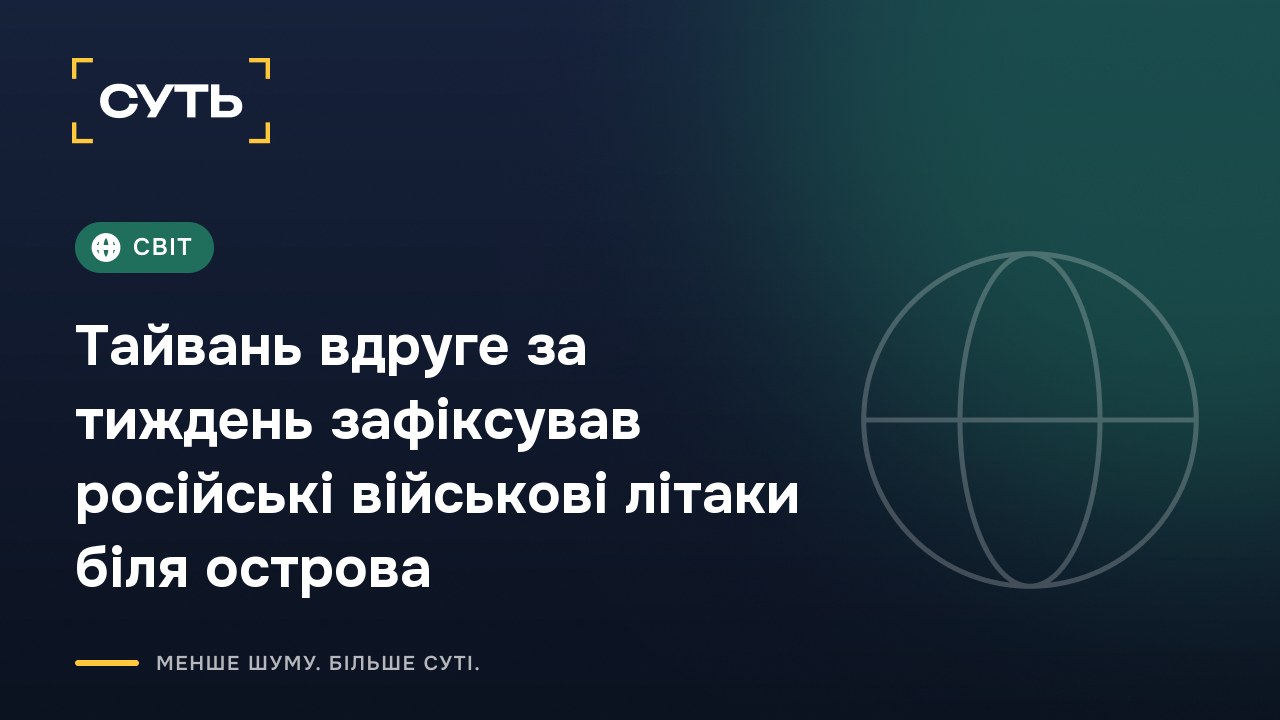 СУТЬ
СВІТ
Тайвань вдруге за
тиждень зафіксував
російські військові літаки
біля острова
МЕНШЕ ШУМУ. БІЛЬШЕ СУТІ.